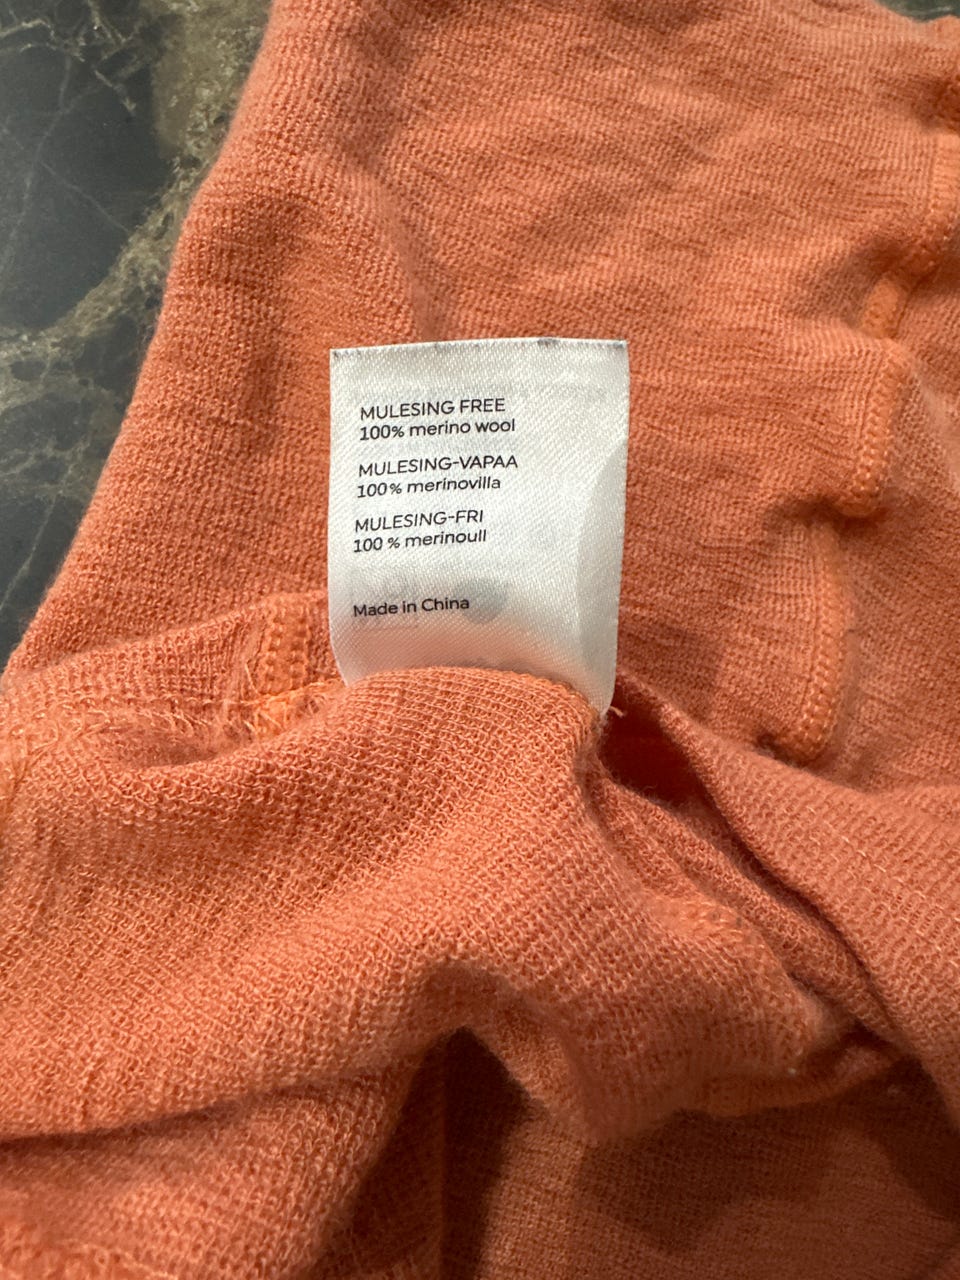 MULESING FREE
100% merino wool
MULESING-VAPAA
100% merinovilla
MULESING-FRI
100 % merinoull
Made in China